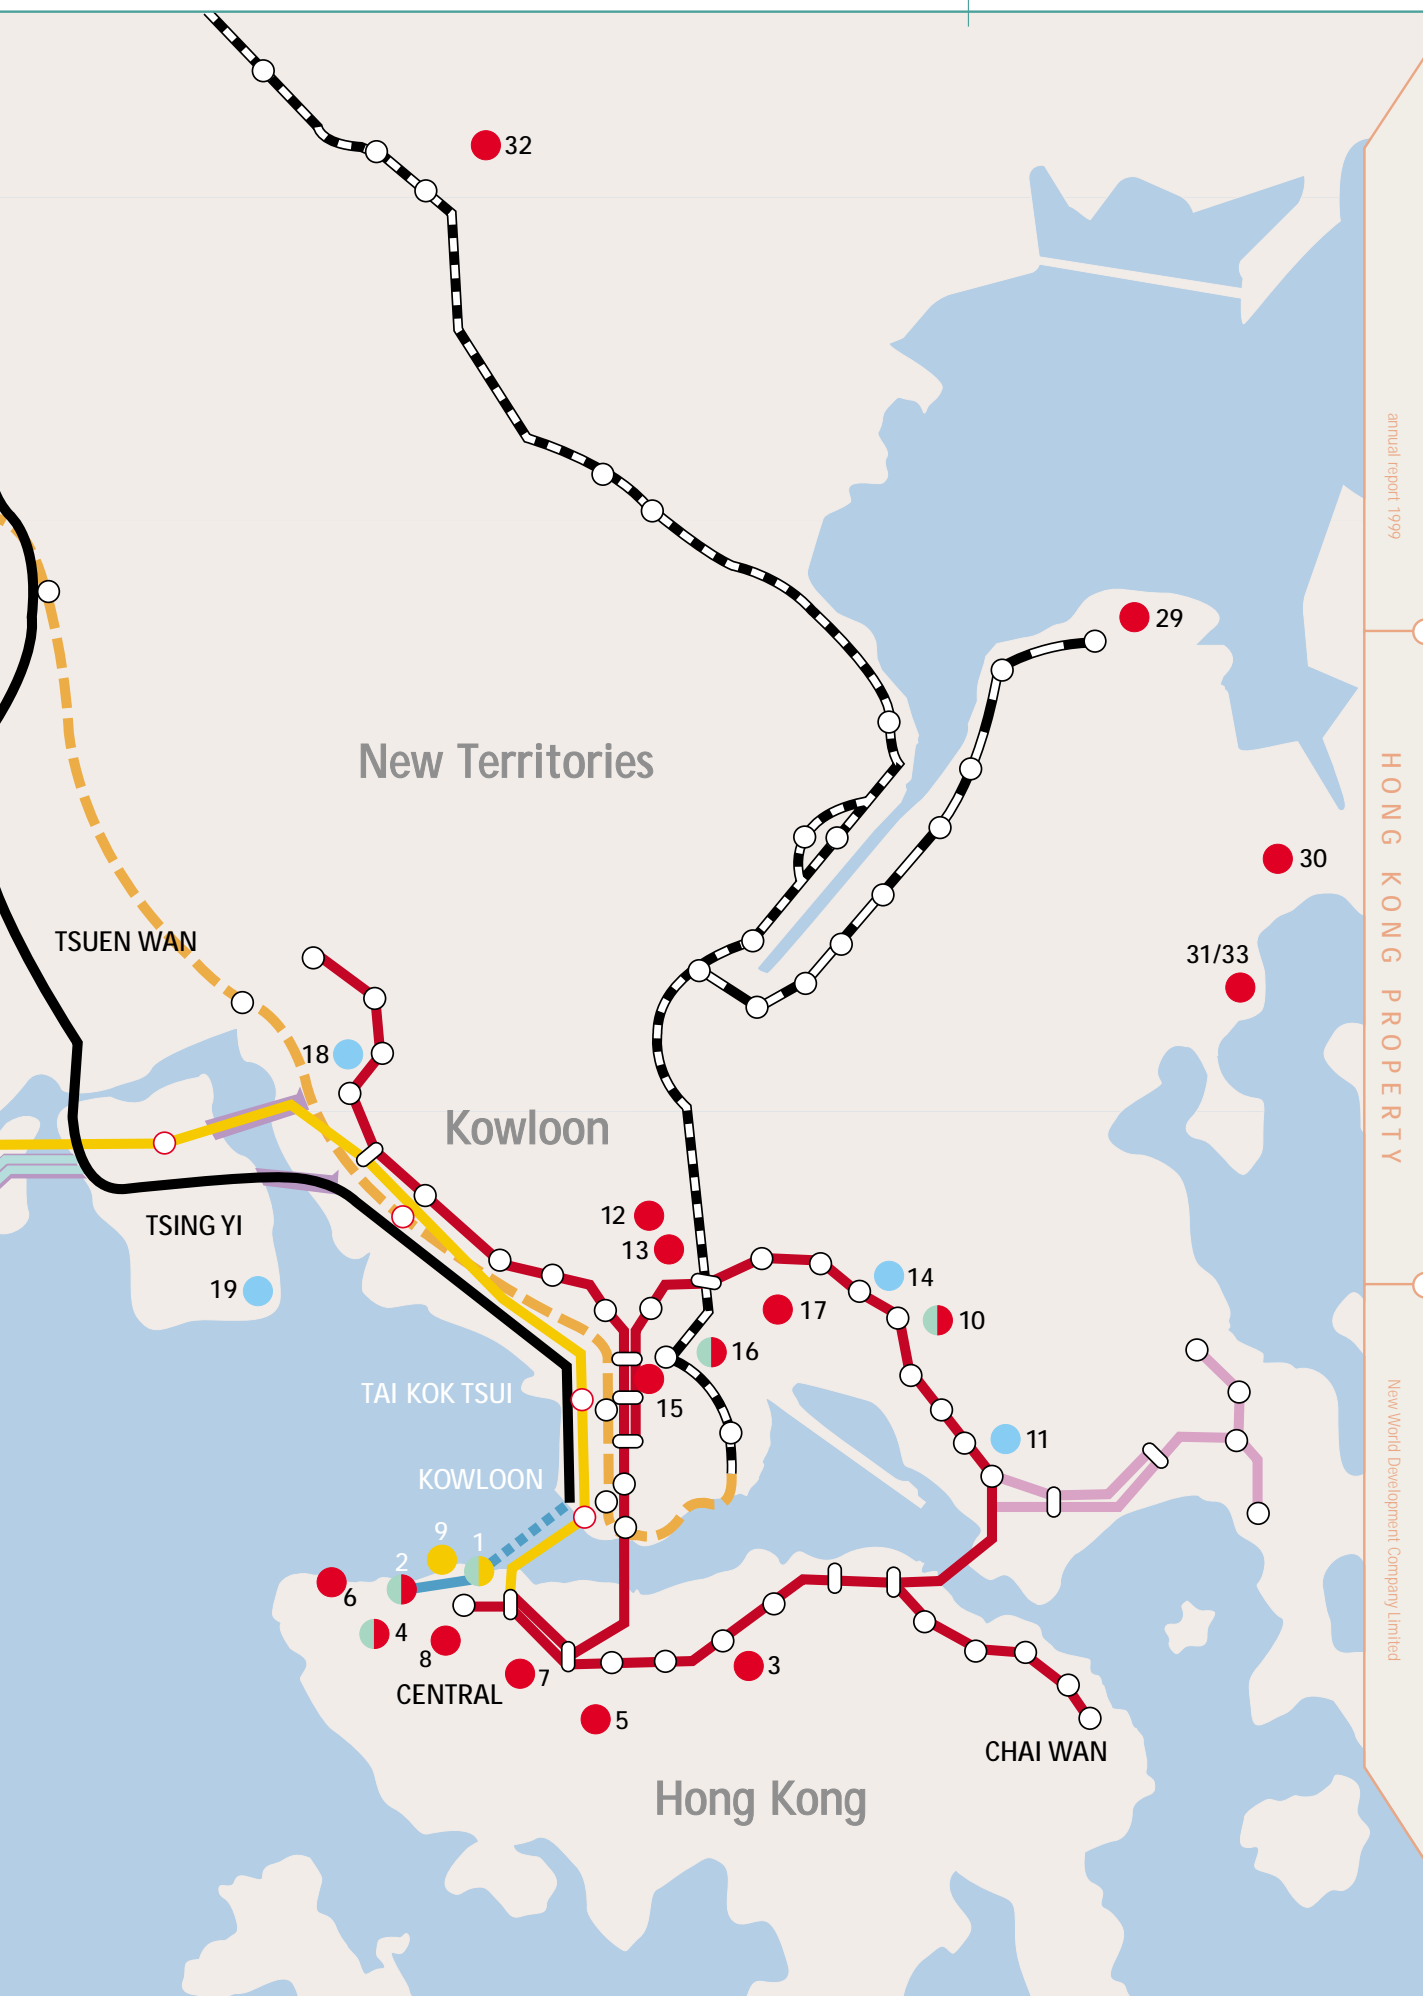 32
annual report 1999
29
New Territories
HONG KONG PROPERTY
30
TSUEN WAN
31/33
18
Kowloon
12
TSING YI
13
14
19
17
10
16
TAI KOK TSUI
15
New World Development Company Limited
11
KOWLOON
9
1
2
6
4
8
7
3
CENTRAL
5
CHAI WAN
Hong Kong